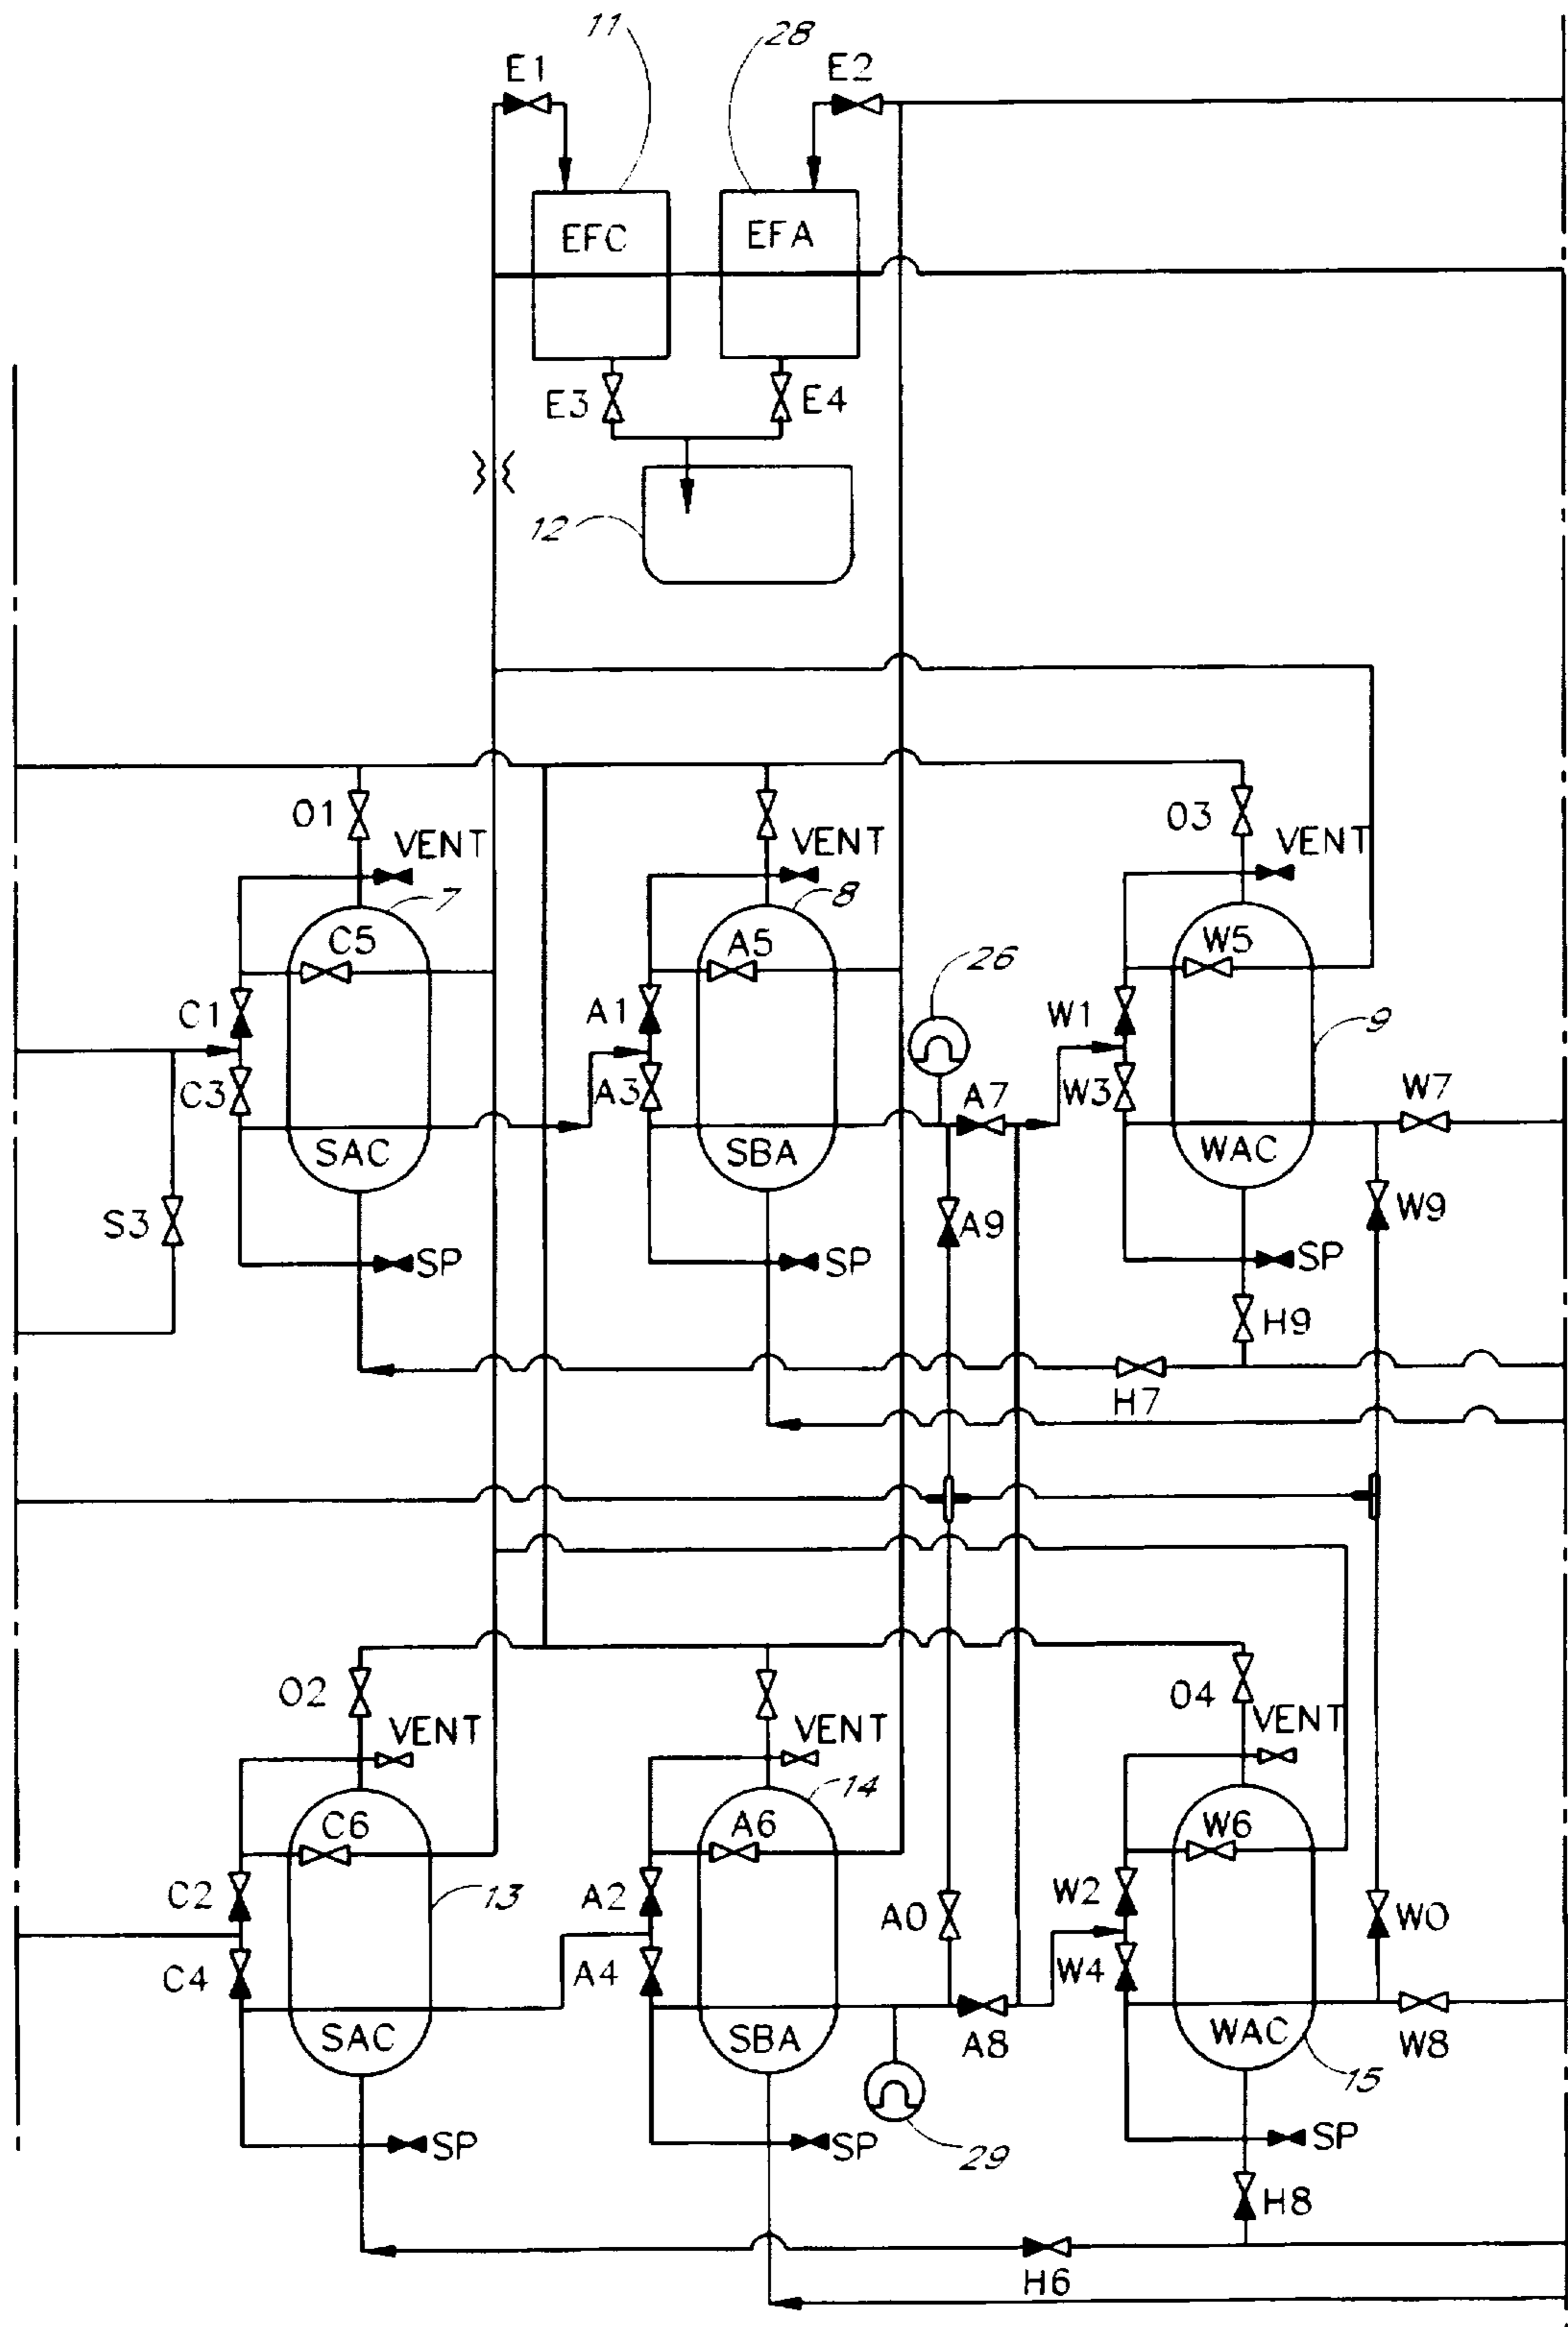 11
28
E1
E2
EFC
EFA
E3
E4
12
O1
VENT
VENT
O3
VENT
7
8
C5
A5
W5
26
C1
A1
W1
9
C3
A3
A7
W3
W7
SAC
SBA
WAC
S3
A9
W9
SP
SP
SP
H9
H7
O2
VENT
VENT
O4
VENT
14
C6
A6
W6
C2
13
A2
A0
W2
W0
C4
A4
W4
SAC
SBA
A8
WAC
W8
15
SP
SP
29
SP
H8
H6